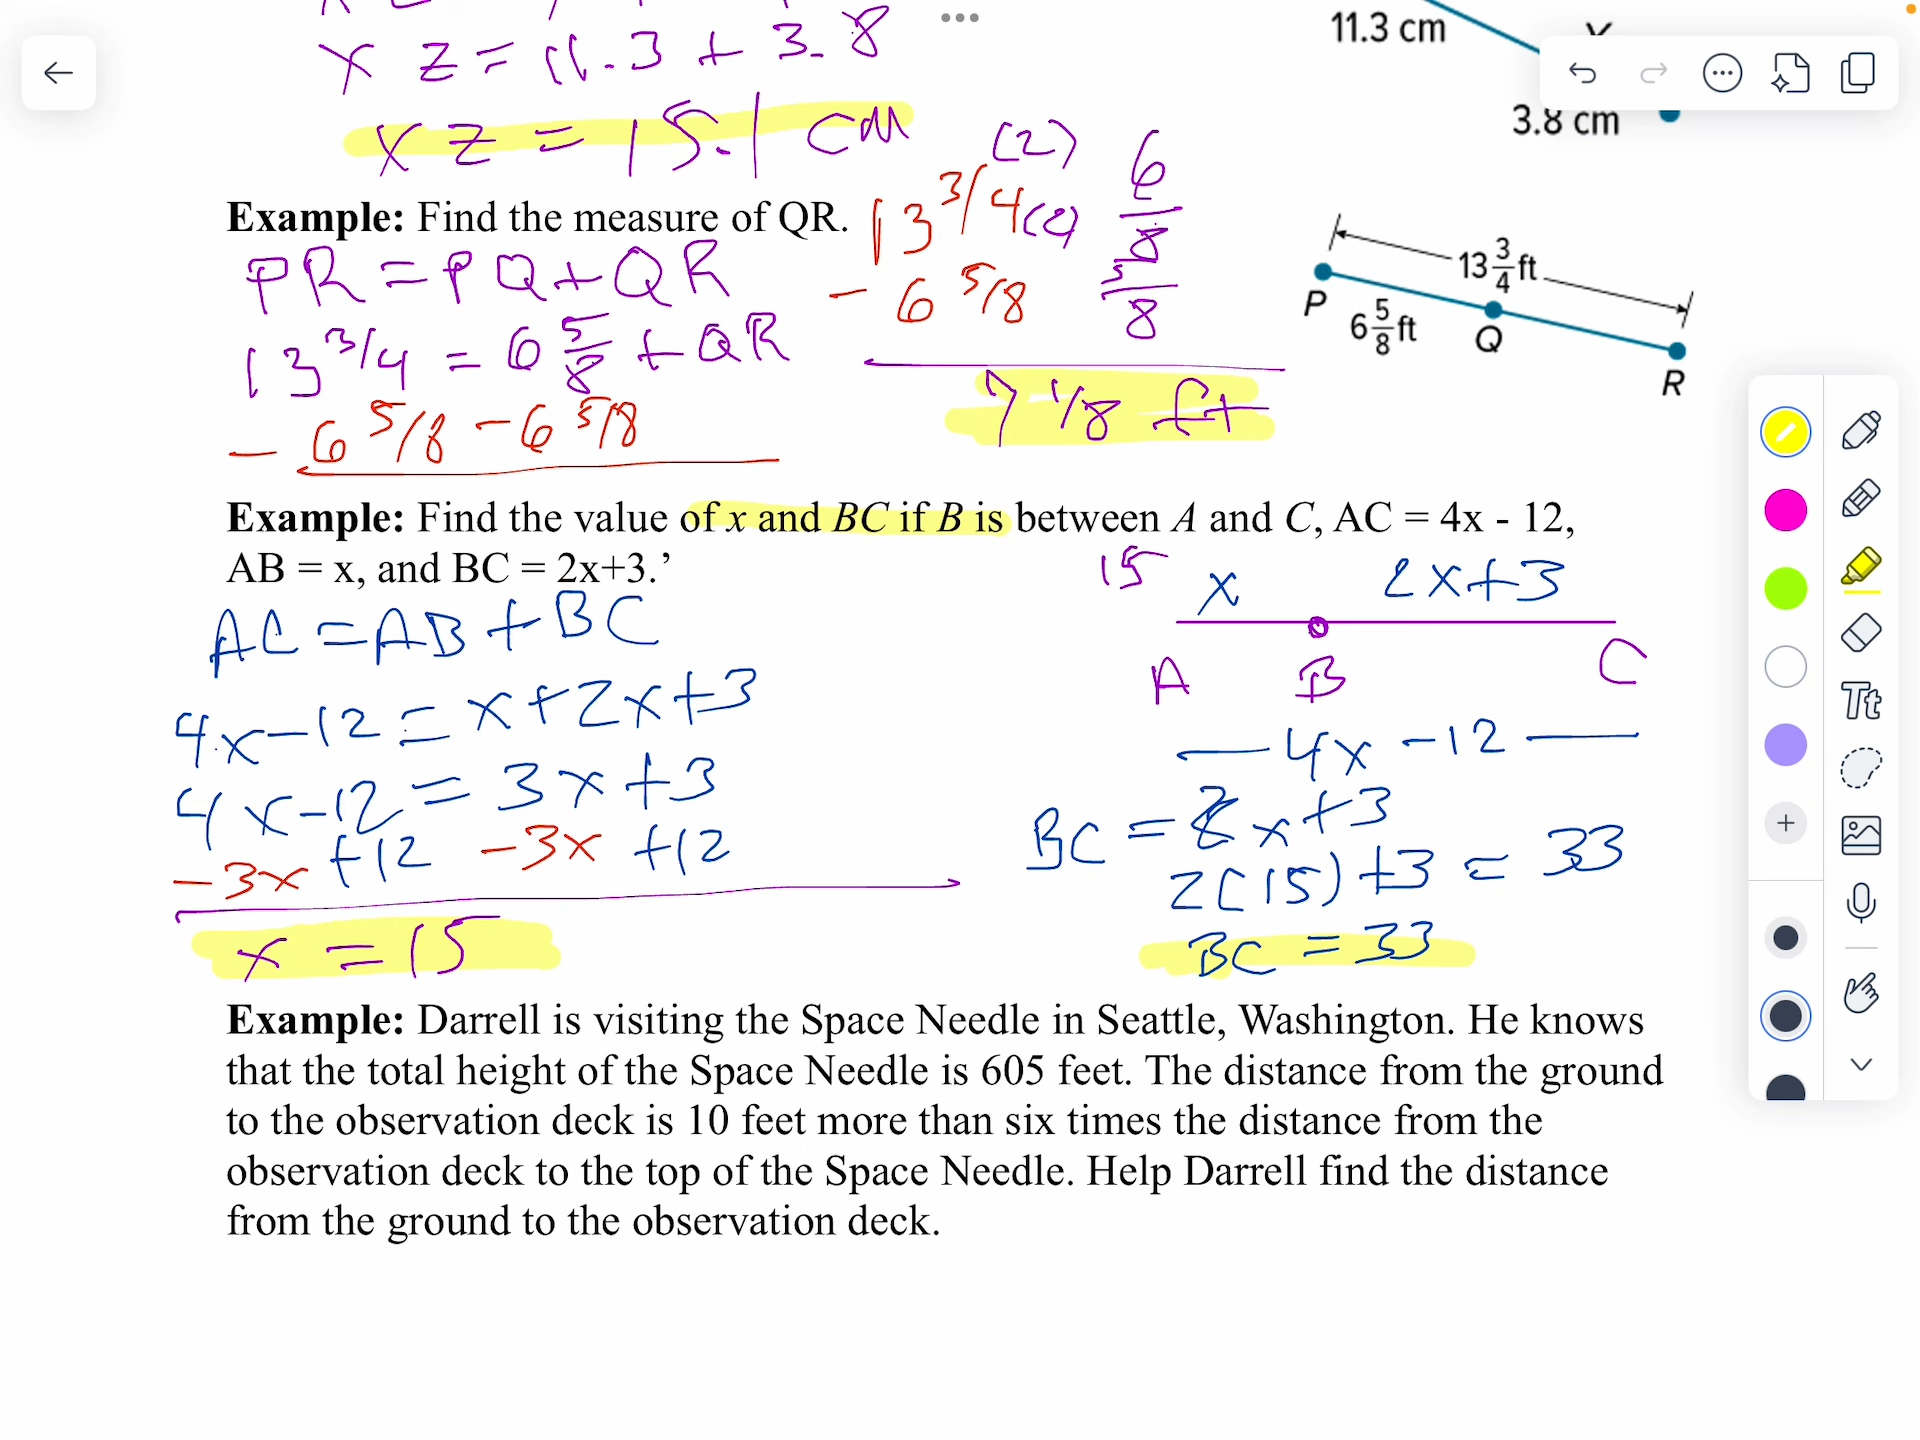 X Z = 11.3 + 3.8
X Z = 15.1 cm
11.3 cm
3.8 cm
Example: Find the measure of QR.
PR = PQ + QR
13 3/4 = 6 5/8 + QR
- 6 5/8 - 6 5/8
(2)
13 3/4 (2) 6/8
- 6 5/8 5/8
7 1/8 ft
13 3/4 ft
P
6 5/8 ft
Q
R
Example: Find the value of x and BC if B is between A and C, AC = 4x - 12,
AB = x, and BC = 2x+3.’
15
x 2x+3
A B C
4x - 12
AC = AB + BC
4x-12 = x+2x+3
4x-12 = 3x+3
-3x +12 -3x +12
x = 15
BC = 2x+3
2(15)+3 = 33
BC = 33
Example: Darrell is visiting the Space Needle in Seattle, Washington. He knows
that the total height of the Space Needle is 605 feet. The distance from the ground
to the observation deck is 10 feet more than six times the distance from the
observation deck to the top of the Space Needle. Help Darrell find the distance
from the ground to the observation deck.
Tt